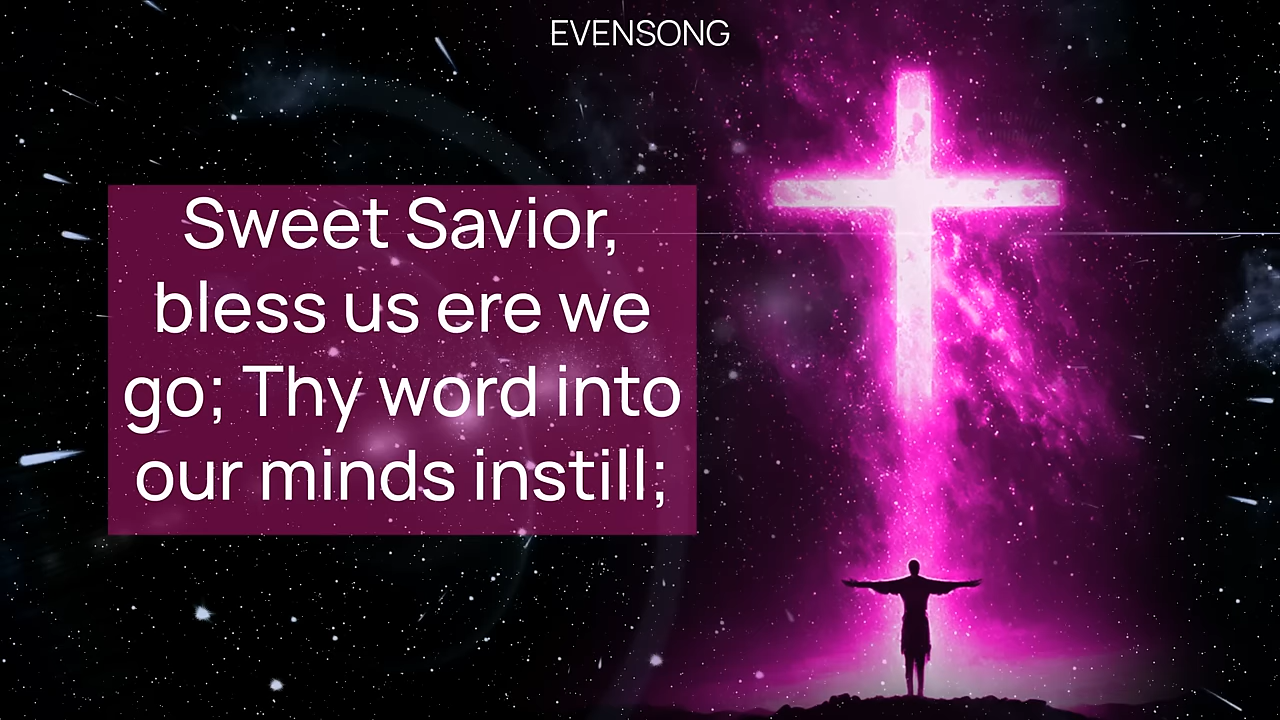 EVENSONG
Sweet Savior,
bless us ere we
go; Thy word into
our minds instill;